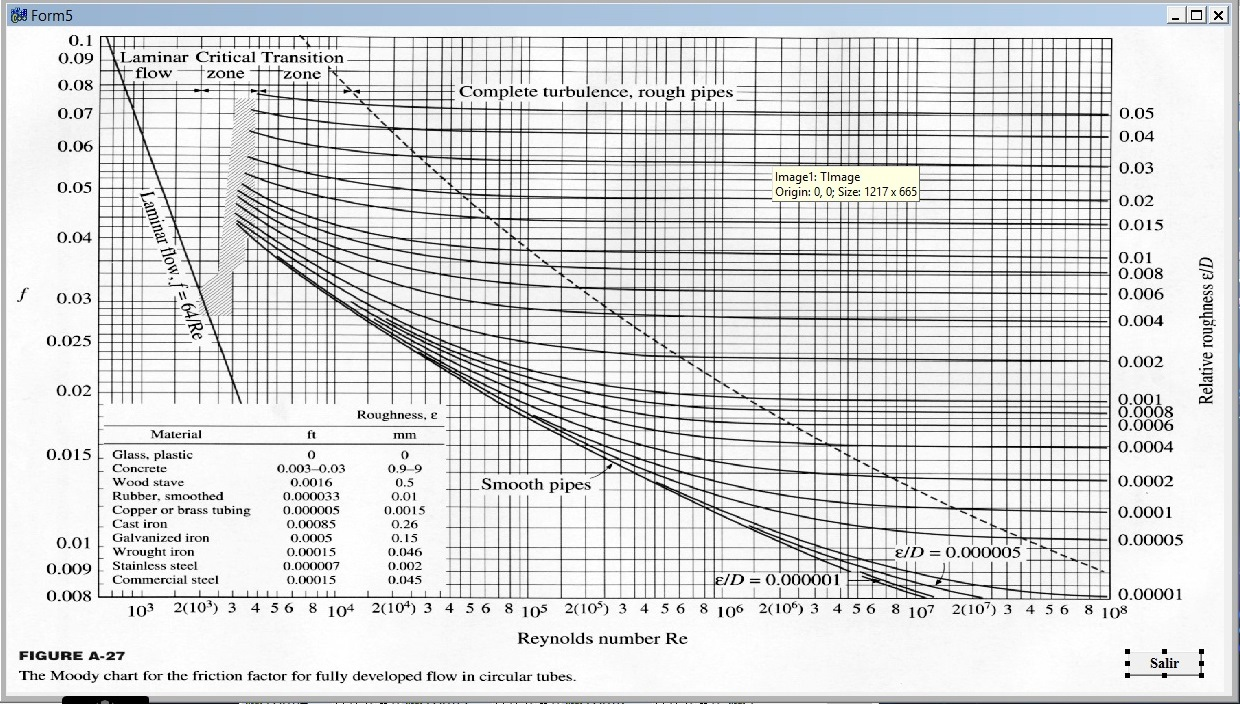 Form5
0.1
0.09
0.08
0.07
0.06
0.05
0.04
f 0.03
0.025
0.02
0.015
0.01
0.009
0.008
Laminar Critical Transition
flow zone zone
Complete turbulence, rough pipes
Image1: TImage
Origin: 0, 0; Size: 1217 x 665
Laminar flow, f = 64/Re
0.05
0.04
0.03
0.02
0.015
0.01
0.008
0.006
0.004
0.002
0.001
0.0008
0.0006
0.0004
0.0002
0.0001
0.00005
0.00001
Relative roughness ε/D
Roughness, ε
Material ft mm
Glass, plastic 0 0
Concrete 0.003–0.03 0.9–9
Wood stave 0.0016 0.5
Rubber, smoothed 0.000033 0.01
Copper or brass tubing 0.000005 0.0015
Cast iron 0.00085 0.26
Galvanized iron 0.0005 0.15
Wrought iron 0.00015 0.046
Stainless steel 0.000007 0.002
Commercial steel 0.00015 0.045
Smooth pipes
ε/D = 0.000005
ε/D = 0.000001
10³ 2(10³) 3 4 5 6 8 10⁴ 2(10⁴) 3 4 5 6 8 10⁵ 2(10⁵) 3 4 5 6 8 10⁶ 2(10⁶) 3 4 5 6 8 10⁷ 2(10⁷) 3 4 5 6 8 10⁸
Reynolds number Re
FIGURE A-27
The Moody chart for the friction factor for fully developed flow in circular tubes.
Salir